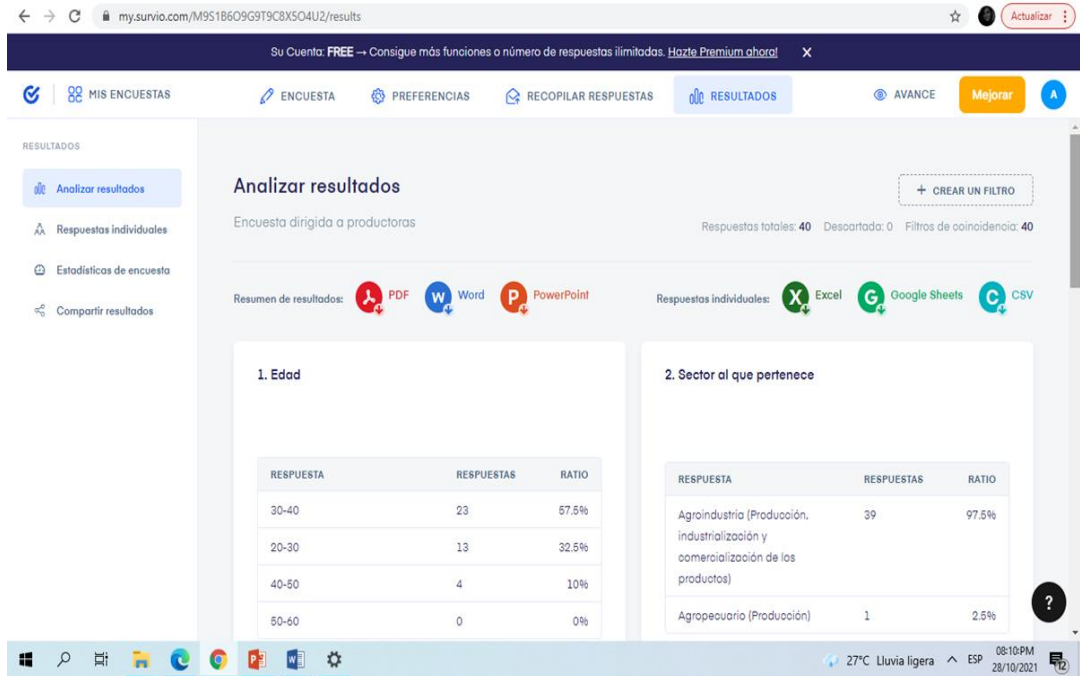 my.survio.com/M9S1B6O9G9T9C8X5O4U2/results
Actualizar
Su Cuenta: FREE → Consigue más funciones o número de respuestas ilimitadas. Hazte Premium ahora! X
MIS ENCUESTAS ENCUESTA PREFERENCIAS RECOPILAR RESPUESTAS RESULTADOS AVANCE Mejorar A
RESULTADOS
Analizar resultados
Respuestas individuales
Estadísticas de encuesta
Compartir resultados
Analizar resultados
+ CREAR UN FILTRO
Encuesta dirigida a productoras
Respuestas totales: 40 Descartada: 0 Filtros de coincidencia: 40
Resumen de resultados: PDF W Word P PowerPoint
Respuestas individuales: X Excel G Google Sheets C CSV
1. Edad
RESPUESTA RESPUESTAS RATIO
30-40 23 57.5%
20-30 13 32.5%
40-50 4 10%
50-60 0 0%
2. Sector al que pertenece
RESPUESTA RESPUESTAS RATIO
Agroindustria (Producción, 39 97.5%
industrialización y
comercialización de los
productos)
Agropecuario (Producción) 1 2.5%
?
27°C Lluvia ligera ESP 08:10:PM
28/10/2021
12